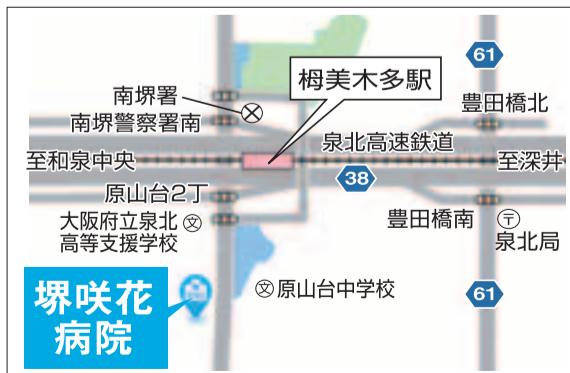 61
栂美木多駅
南堺署
豊田橋北
南堺警察署南
泉北高速鉄道
至和泉中央
至深井
38
原山台2丁
大阪府立泉北
高等支援学校
文
豊田橋南
〒
泉北局
堺咲花
病院
文
原山台中学校
61